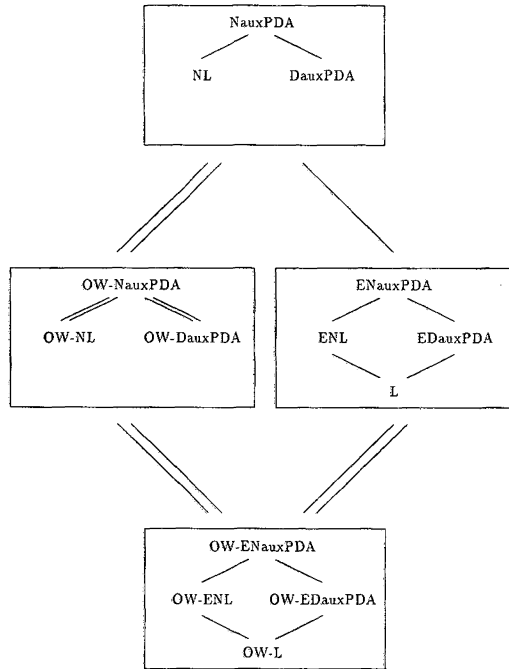 NauxPDA
NL DauxPDA
OW-NauxPDA
OW-NL OW-DauxPDA
ENauxPDA
ENL EDauxPDA
L
OW-ENauxPDA
OW-ENL OW-EDauxPDA
OW-L